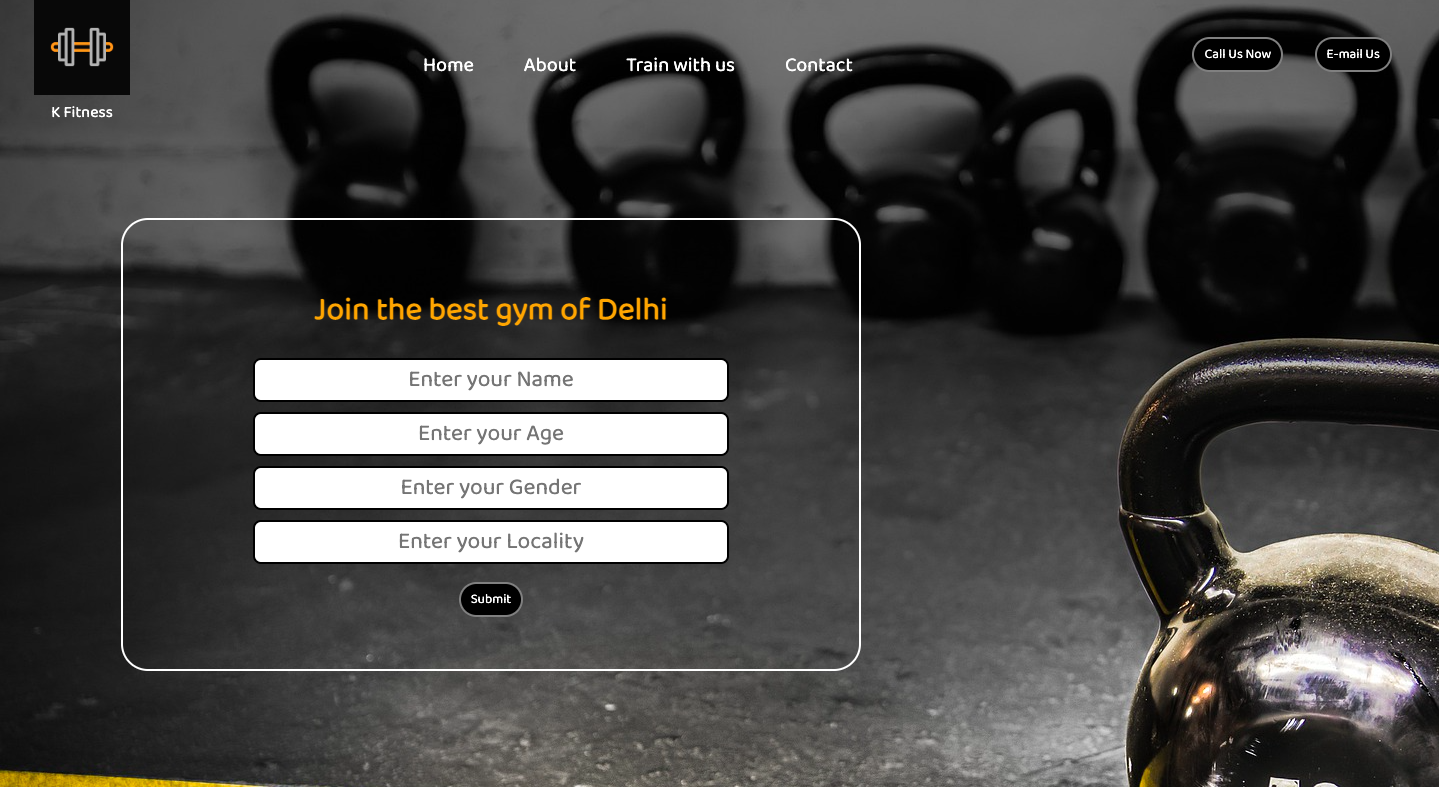 K Fitness
Home
About
Train with us
Contact
Call Us Now
E-mail Us
Join the best gym of Delhi
Enter your Name
Enter your Age
Enter your Gender
Enter your Locality
Submit